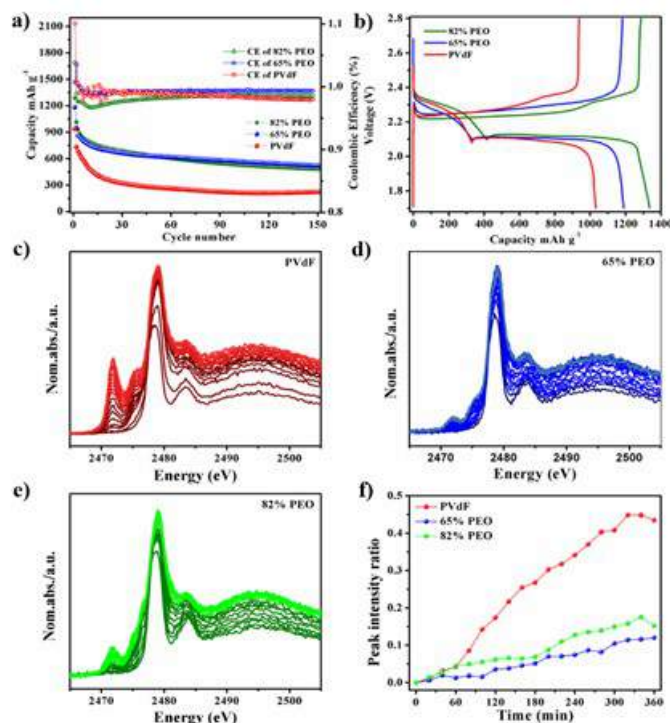 a)
CE of 82% PEO
CE of 65% PEO
CE of PVdF
82% PEO
65% PEO
PVdF
Capacity mAh g-1
2100
1800
1500
1200
900
600
300
0
Coulombic Efficiency (%)
1.1
1.0
0.9
0.8
0 30 60 90 120 150
Cycle number
b)
82% PEO
65% PEO
PVdF
Voltage (V)
2.8
2.6
2.4
2.2
2.0
1.8
0 200 400 600 800 1000 1200 1400
Capacity mAh g-1
c)
PVdF
Nom.abs./a.u.
2470 2480 2490 2500
Energy (eV)
d)
65% PEO
Nom.abs./a.u.
2470 2480 2490 2500
Energy (eV)
e)
82% PEO
Nom.abs./a.u.
2470 2480 2490 2500
Energy (eV)
f)
PVdF
65% PEO
82% PEO
Peak intensity ratio
0.5
0.4
0.3
0.2
0.1
0.0
0 60 120 180 240 300 360
Time (min)